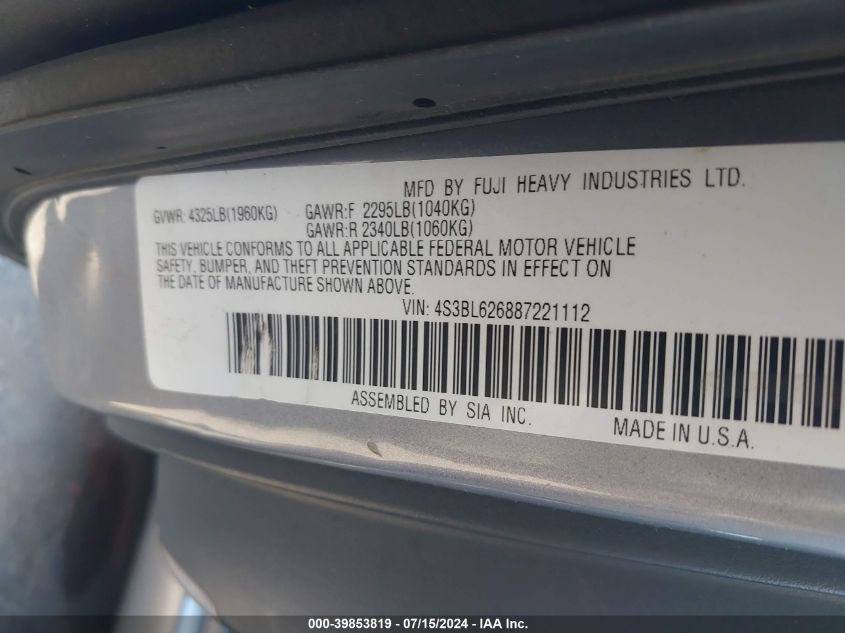 MFD BY FUJI HEAVY INDUSTRIES LTD.
GVWR: 4325LB(1960KG) GAWR:F 2295LB(1040KG)
GAWR:R 2340LB(1060KG)
THIS VEHICLE CONFORMS TO ALL APPLICABLE FEDERAL MOTOR VEHICLE
SAFETY, BUMPER, AND THEFT PREVENTION STANDARDS IN EFFECT ON
THE DATE OF MANUFACTURE SHOWN ABOVE.
VIN: 4S3BL626887221112
ASSEMBLED BY SIA INC.
MADE IN U.S.A.
000-39853819 / 07/15/2024 - IAA Inc.